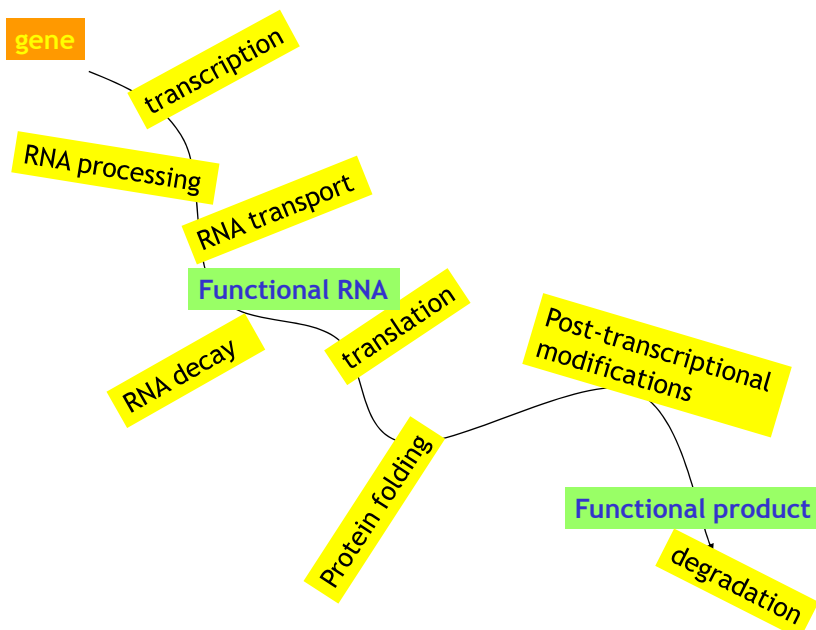 gene
transcription
RNA processing
RNA transport
Functional RNA
translation
RNA decay
Post-transcriptional
modifications
Protein folding
Functional product
degradation